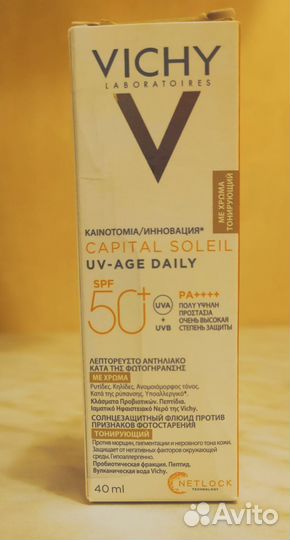 VICHY
LABORATOIRES
ΜΕ ΧΡΩΜΑ
ТОНИРУЮЩИЙ
ΚΑΙΝΟΤΟΜΙΑ/ИННОВАЦИЯ*
CAPITAL SOLEIL
UV-AGE DAILY
SPF
50+
UVA
+
UVB
PA++++
ΠΟΛΥ ΥΨΗΛΗ
ΠΡΟΣΤΑΣΙΑ
ОЧЕНЬ ВЫСОКАЯ
СТЕПЕНЬ ЗАЩИТЫ
ΛΕΠΤΟΡΕΥΣΤΟ ΑΝΤΗΛΙΑΚΟ
ΚΑΤΑ ΤΗΣ ΦΩΤΟΓΗΡΑΝΣΗΣ
ΜΕ ΧΡΩΜΑ
Ρυτίδες, Κηλίδες, Ανομοιόμορφος τόνος.
Κατά της ρύπανσης. Υποαλλεργικό*.
Κλάσματα Προβιοτικών. Πεπτίδια.
Ιαματικό Ηφαιστειακό Νερό της Vichy.
СОЛНЦЕЗАЩИТНЫЙ ФЛЮИД ПРОТИВ
ПРИЗНАКОВ ФОТОСТАРЕНИЯ
ТОНИРУЮЩИЙ
Против морщин, пигментации и неровного тона кожи.
Защищает от негативных факторов окружающей
среды. Гипоаллергенно.
Пробиотическая фракция. Пептид.
Вулканическая вода Vichy.
NETLOCK
TECHNOLOGY
40 ml
Avito